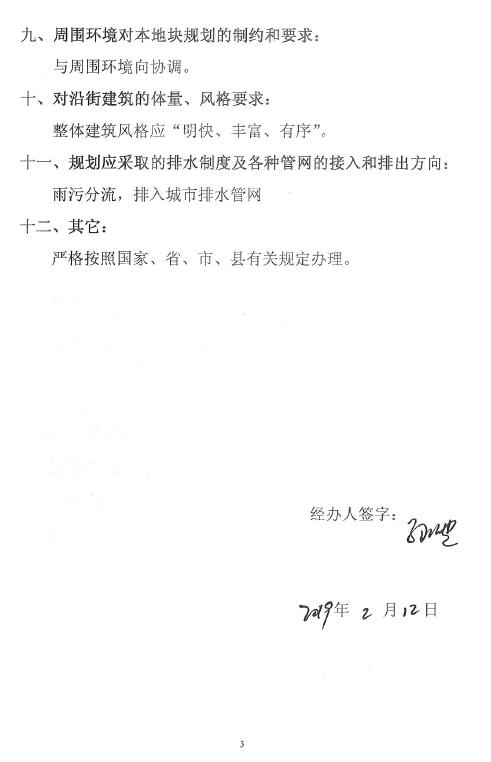 九、周围环境对本地块规划的制约和要求：
与周围环境向协调。
十、对沿街建筑的体量、风格要求：
整体建筑风格应“明快、丰富、有序”。
十一、规划应采取的排水制度及各种管网的接入和排出方向：
雨污分流，排入城市排水管网
十二、其它：
严格按照国家、省、市、县有关规定办理。
经办人签字：
2019年 2 月 12 日
3